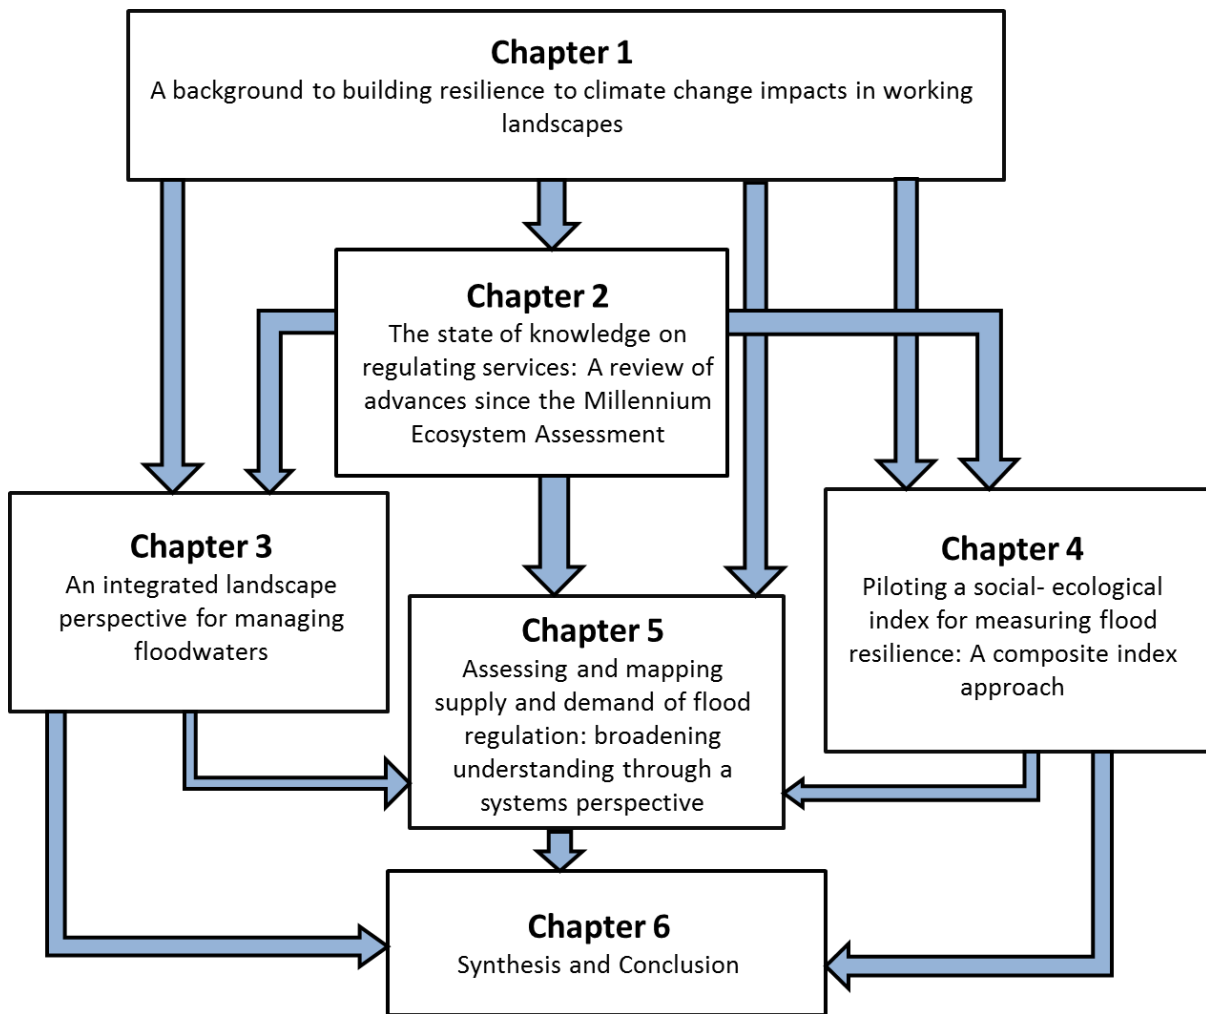 Chapter 1
A background to building resilience to climate change impacts in working
landscapes
Chapter 2
The state of knowledge on
regulating services: A review of
advances since the Millennium
Ecosystem Assessment
Chapter 3
An integrated landscape
perspective for managing
floodwaters
Chapter 4
Piloting a social- ecological
index for measuring flood
resilience: A composite index
approach
Chapter 5
Assessing and mapping
supply and demand of flood
regulation: broadening
understanding through a
systems perspective
Chapter 6
Synthesis and Conclusion